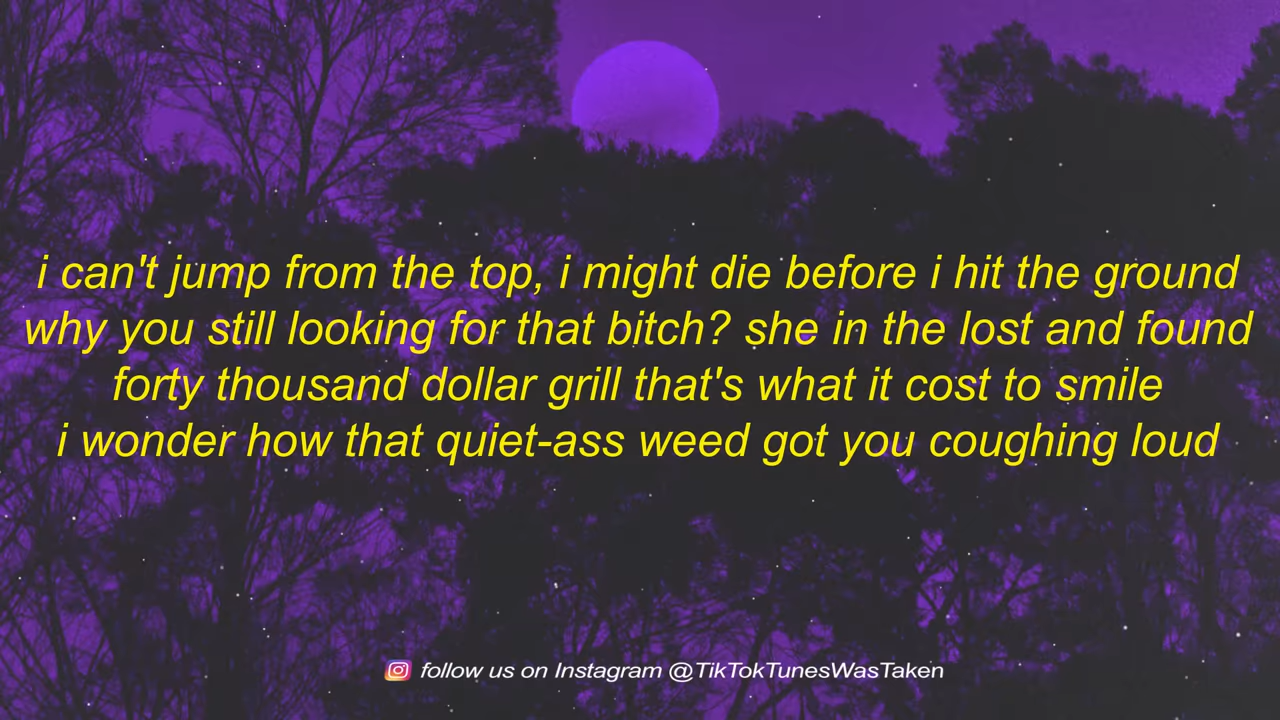 i can't jump from the top, i might die before i hit the ground
why you still looking for that bitch? she in the lost and found
forty thousand dollar grill that's what it cost to smile
i wonder how that quiet-ass weed got you coughing loud
follow us on Instagram @TikTokTunesWasTaken